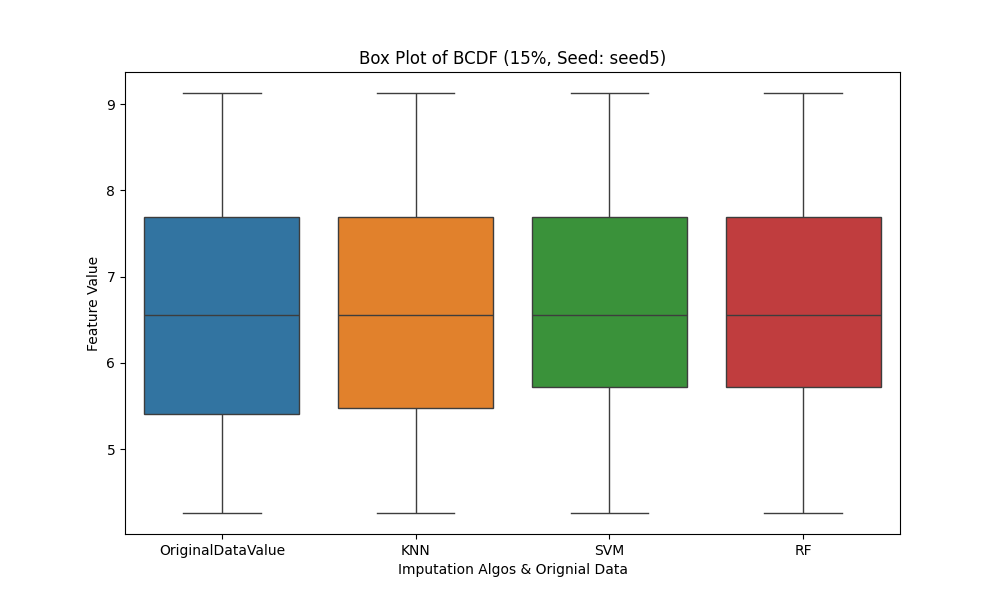 Box Plot of BCDF (15%, Seed: seed5)
9
8
7
6
5
Feature Value
OriginalDataValue KNN SVM RF
Imputation Algos & Orignial Data